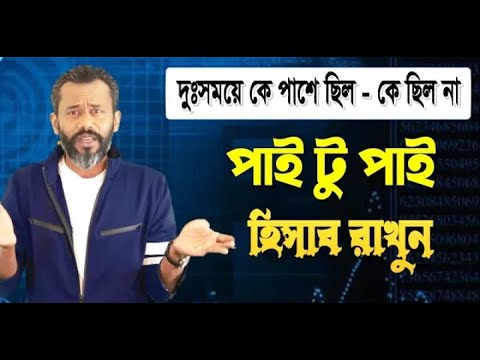 দুঃসময়ে কে পাশে ছিল - কে ছিল না
পাই টু পাই
হিসাব রাখুন